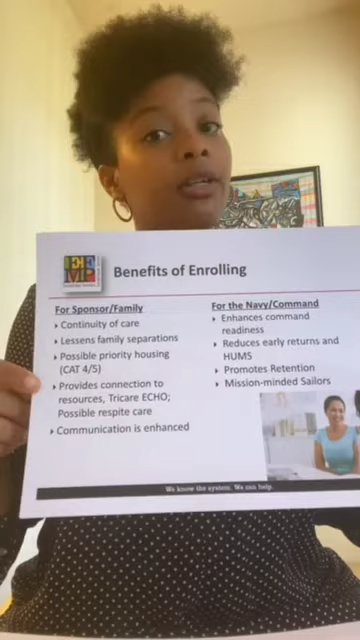 EFMP
Benefits of Enrolling
For Sponsor/Family
Continuity of care
Lessens family separations
Possible priority housing
(CAT 4/5)
Provides connection to
resources, Tricare ECHO;
Possible respite care
Communication is enhanced
For the Navy/Command
Enhances command
readiness
Reduces early returns and
HUMS
Promotes Retention
Mission-minded Sailors
We know the system. We can help.